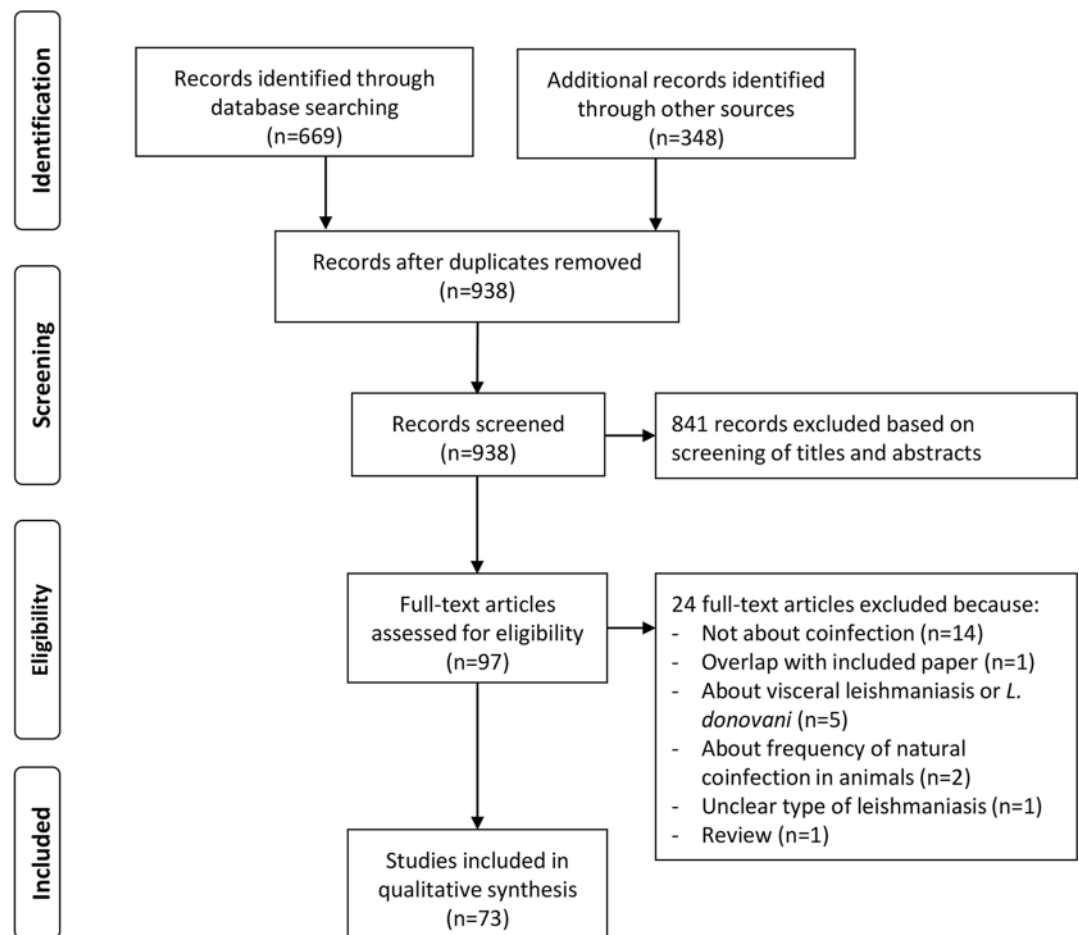 Identification
Records identified through
database searching
(n=669)
Additional records identified
through other sources
(n=348)
Records after duplicates removed
(n=938)
Screening
Records screened
(n=938)
841 records excluded based on
screening of titles and abstracts
Eligibility
Full-text articles
assessed for eligibility
(n=97)
24 full-text articles excluded because:
- Not about coinfection (n=14)
- Overlap with included paper (n=1)
- About visceral leishmaniasis or L.
donovani (n=5)
- About frequency of natural
coinfection in animals (n=2)
- Unclear type of leishmaniasis (n=1)
- Review (n=1)
Included
Studies included in
qualitative synthesis
(n=73)